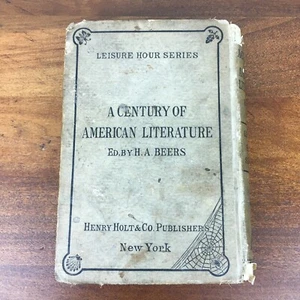 LEISURE HOUR SERIES
A CENTURY OF
AMERICAN LITERATURE
ED. BY H. A. BEERS
HENRY HOLT & CO. PUBLISHERS
New York